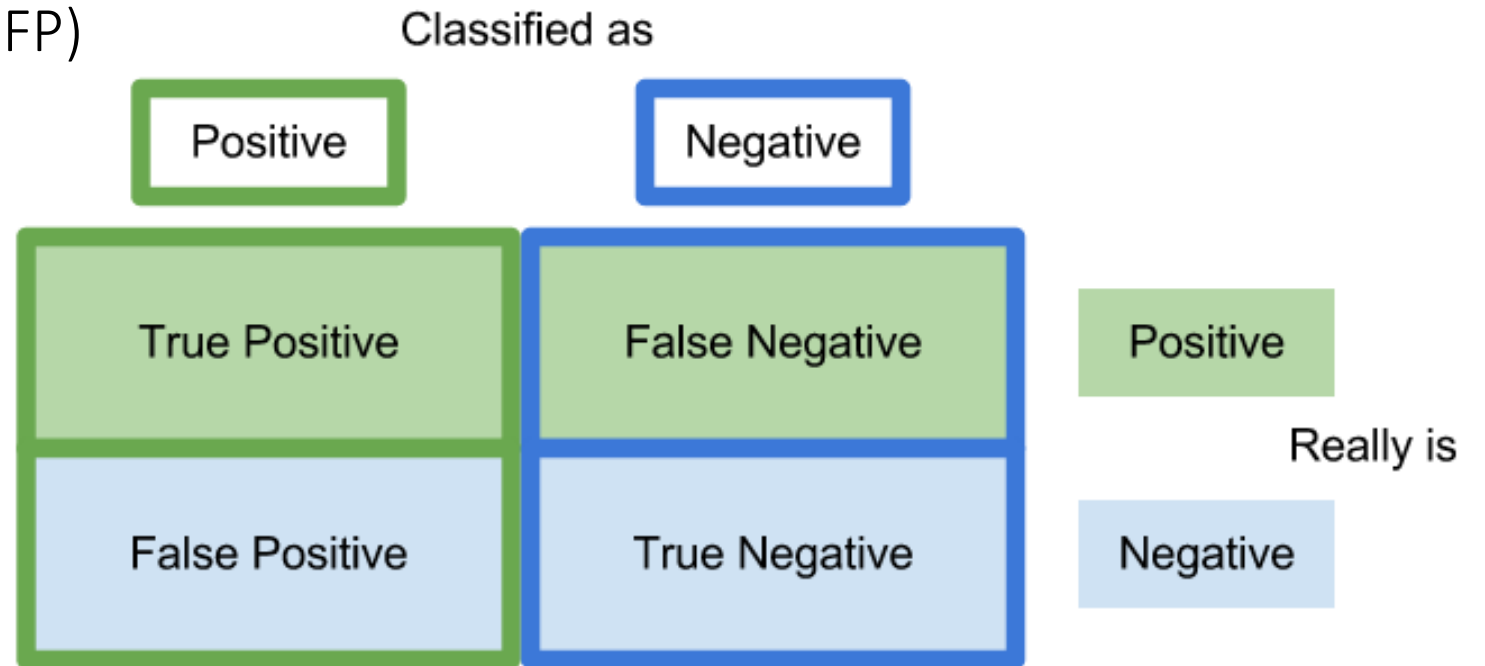 FP)
Classified as
Positive
Negative
True Positive
False Negative
Positive
Really is
False Positive
True Negative
Negative